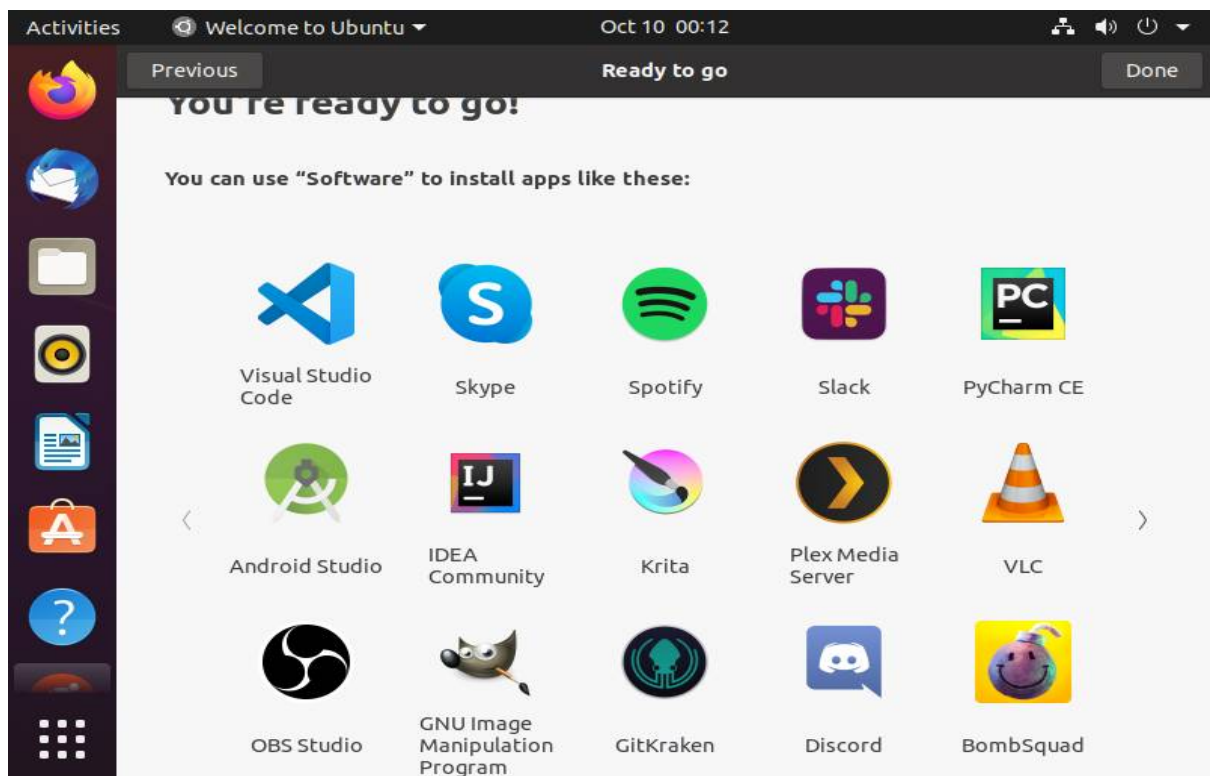 Activities
Welcome to Ubuntu
Oct 10 00:12
Previous
Ready to go
Done
You're ready to go!
You can use “Software” to install apps like these:
Visual Studio
Code
Skype
Spotify
Slack
PC
PyCharm CE
Android Studio
IJ
IDEA
Community
Krita
Plex Media
Server
VLC
OBS Studio
GNU Image
Manipulation
Program
GitKraken
Discord
BombSquad